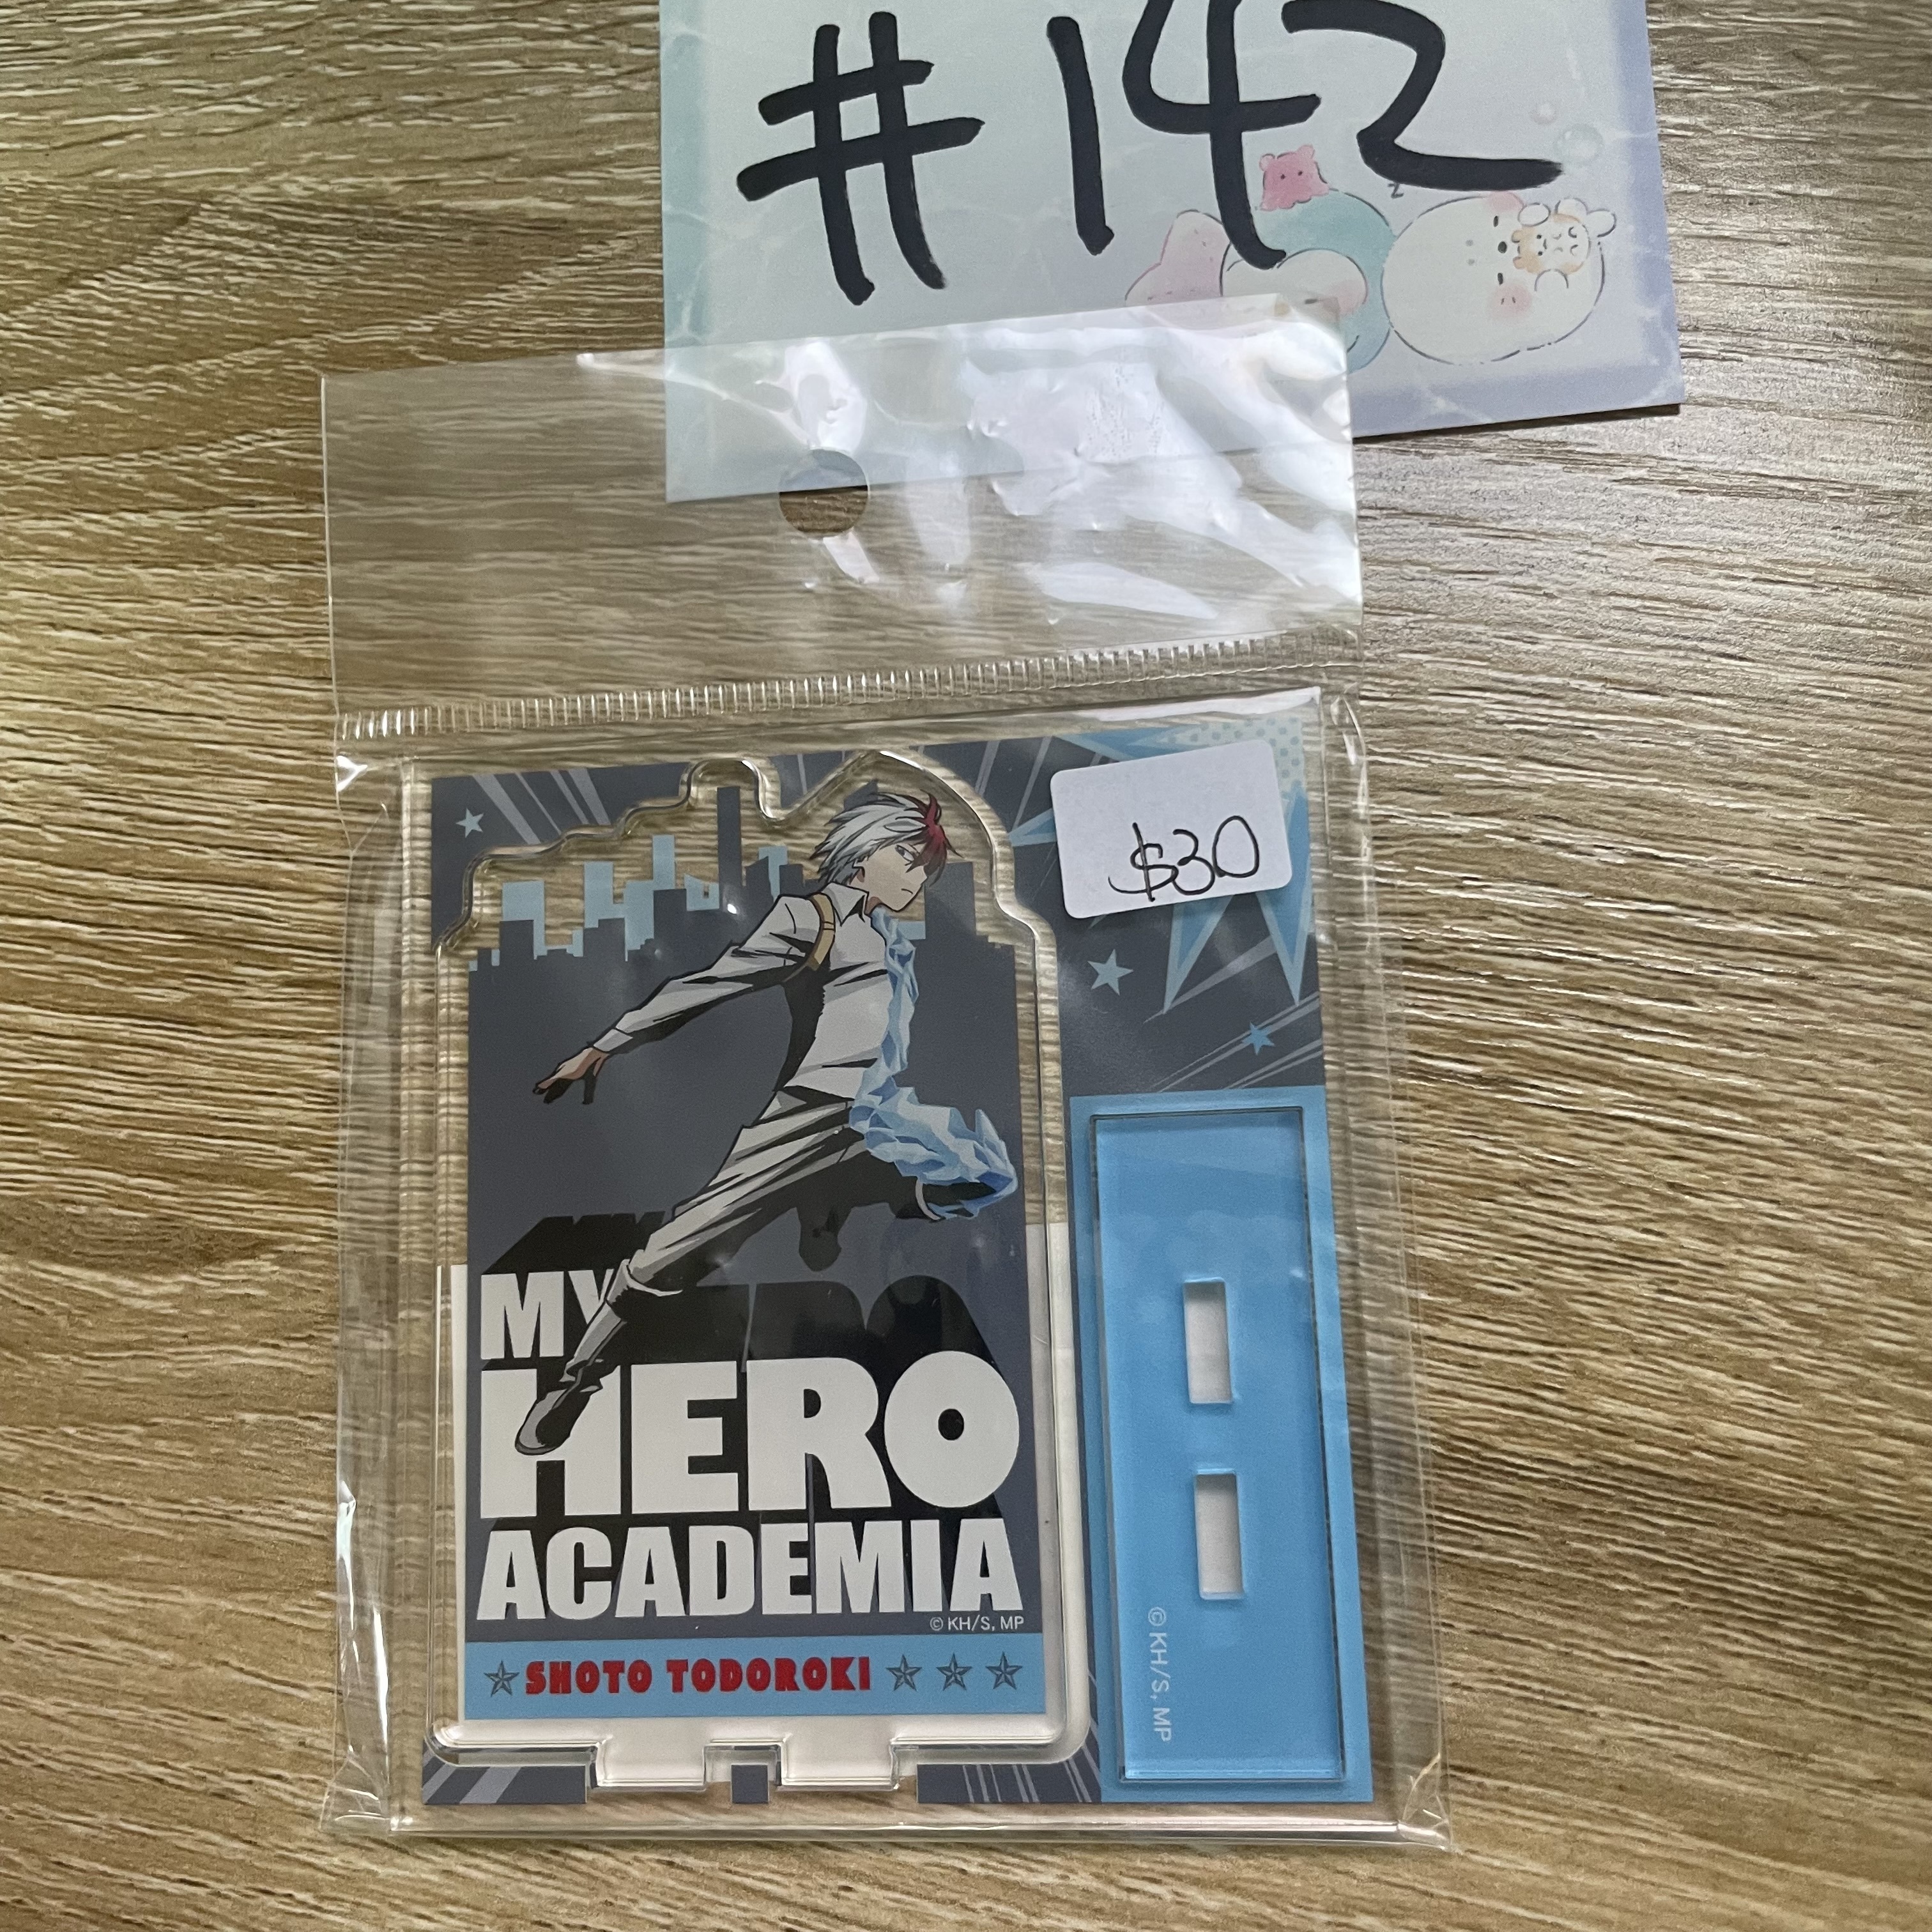 #142
$30
MY
HERO
ACADEMIA
© KH/S, MP
SHOTO TODOROKI
© KH/S, MP